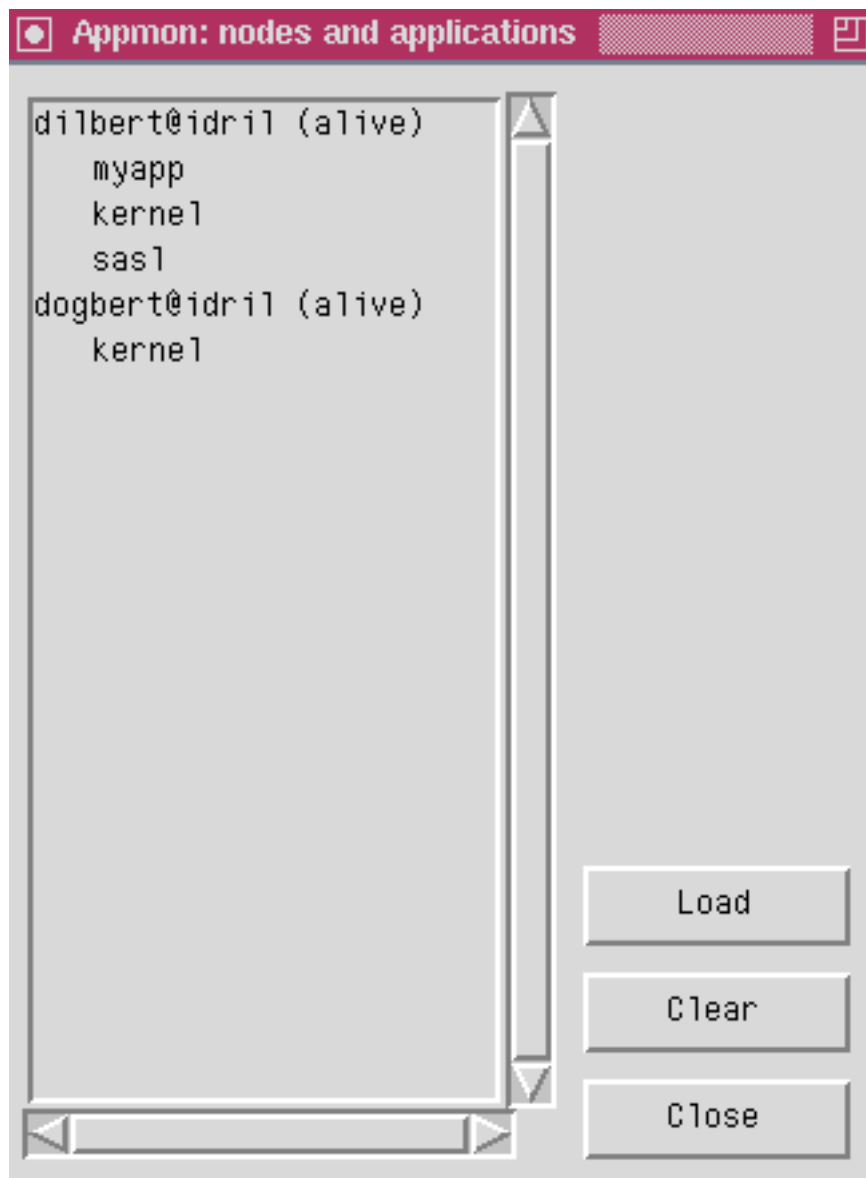 Appmon: nodes and applications
dilbert@idril (alive)
myapp
kernel
sasl
dogbert@idril (alive)
kernel
Load
Clear
Close